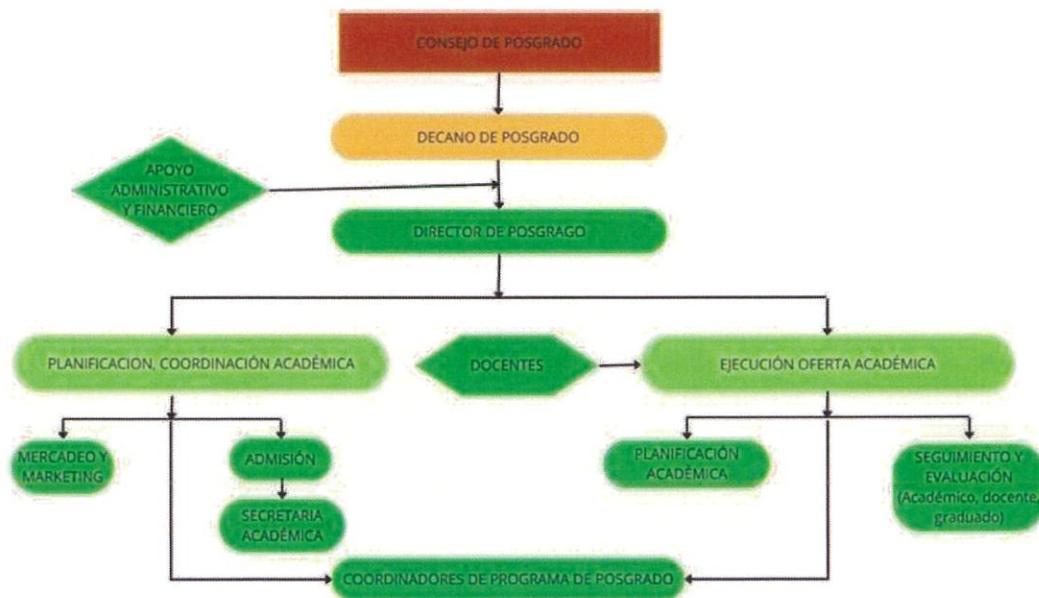 CONSEJO DE POSGRADO
DECANO DE POSGRADO
APOYO
ADMINISTRATIVO
Y FINANCIERO
DIRECTOR DE POSGRAGO
PLANIFICACION, COORDINACIÓN ACADÉMICA
DOCENTES
EJECUCIÓN OFERTA ACADÉMICA
MERCADEO Y
MARKETING
ADMISIÓN
SECRETARIA
ACADÉMICA
PLANIFICACIÓN
ACADÉMICA
SEGUIMIENTO Y
EVALUACIÓN
(Académico, docente,
graduado)
COORDINADORES DE PROGRAMA DE POSGRADO